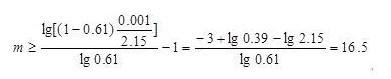 m ≥ lg[(1−0.61) 0.001/2.15] / lg 0.61 − 1 = (−3 + lg 0.39 − lg 2.15) / lg 0.61 = 16.5